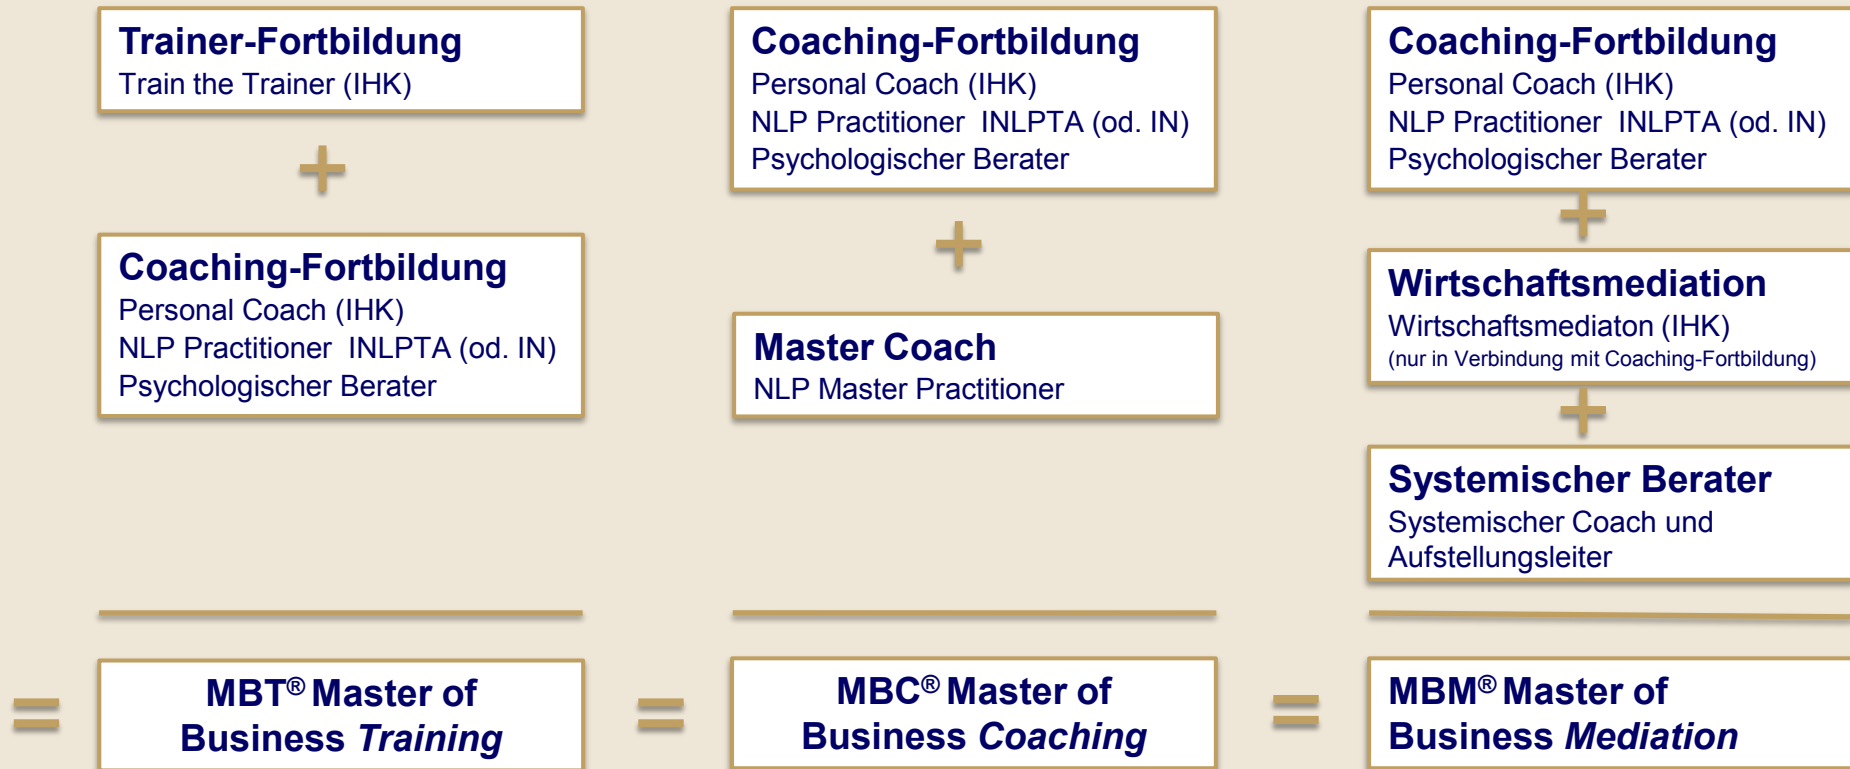 Trainer-Fortbildung
Train the Trainer (IHK)
+
Coaching-Fortbildung
Personal Coach (IHK)
NLP Practitioner  INLPTA (od. IN)
Psychologischer Berater
=
MBT® Master of
Business Training
Coaching-Fortbildung
Personal Coach (IHK)
NLP Practitioner  INLPTA (od. IN)
Psychologischer Berater
+
Master Coach
NLP Master Practitioner
=
MBC® Master of
Business Coaching
Coaching-Fortbildung
Personal Coach (IHK)
NLP Practitioner  INLPTA (od. IN)
Psychologischer Berater
+
Wirtschaftsmediation
Wirtschaftsmediaton (IHK)
(nur in Verbindung mit Coaching-Fortbildung)
+
Systemischer Berater
Systemischer Coach und
Aufstellungsleiter
=
MBM® Master of
Business Mediation